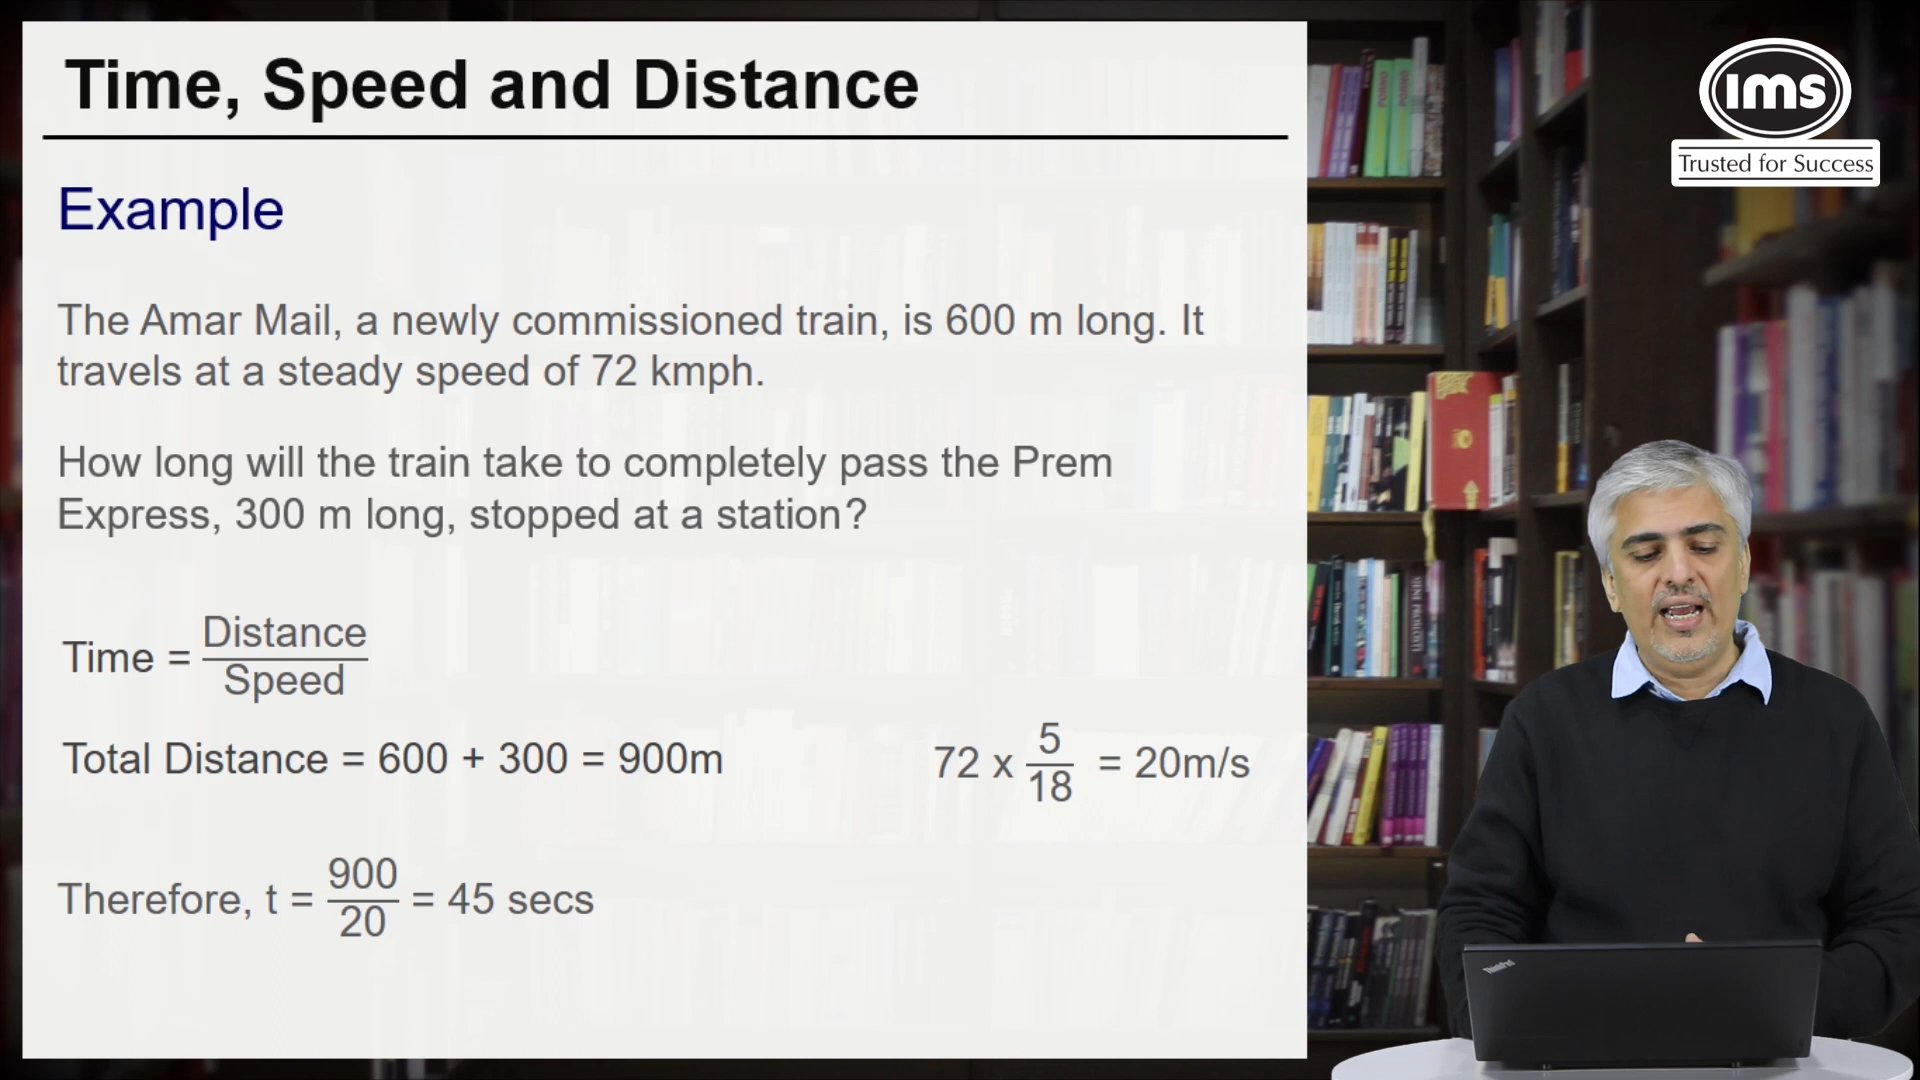 Time, Speed and Distance
Example
The Amar Mail, a newly commissioned train, is 600 m long. It
travels at a steady speed of 72 kmph.
How long will the train take to completely pass the Prem
Express, 300 m long, stopped at a station?
Time = Distance
Speed
Total Distance = 600 + 300 = 900m
72 x 5
18 = 20m/s
Therefore, t = 900
20 = 45 secs
ims
Trusted for Success
ThinkPad